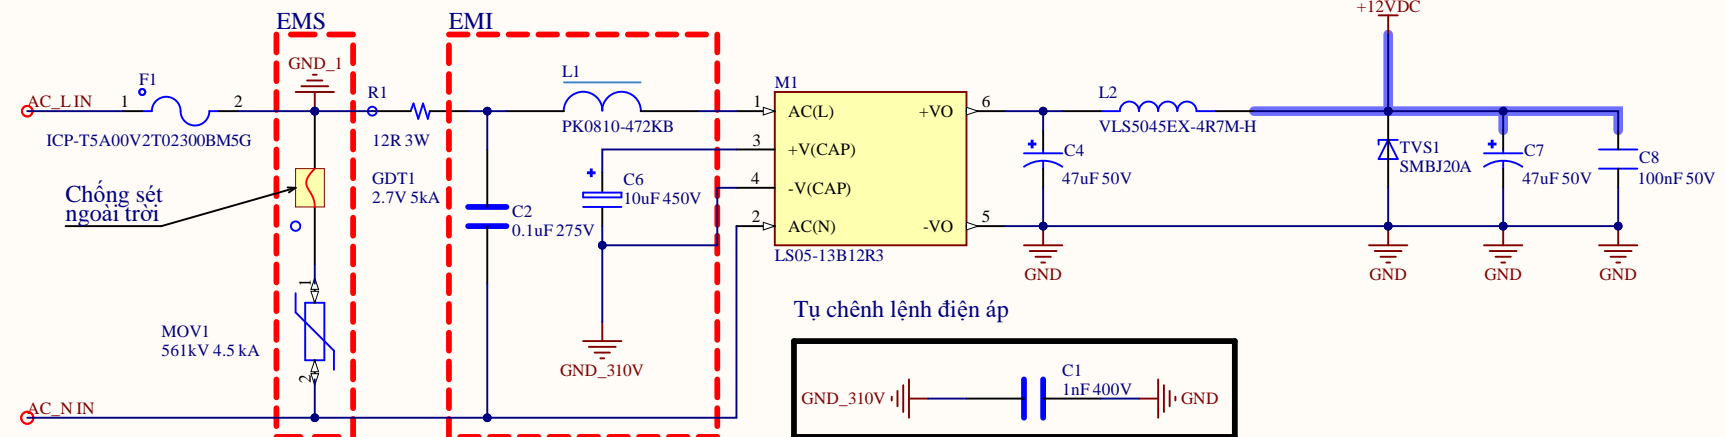 EMS
EMI
+12VDC
GND_1
F1
L1
M1
R1
L2
AC_L IN
1
2
1
AC(L)
+VO
6
ICP-T5A00V2T02300BM5G
12R 3W
PK0810-472KB
VLS5045EX-4R7M-H
3
+V(CAP)
C4
47uF 50V
TVS1
SMBJ20A
C7
47uF 50V
C8
100nF 50V
Chống sét
ngoài trời
GDT1
2.7V 5kA
C6
10uF 450V
4
-V(CAP)
C2
0.1uF 275V
2
AC(N)
-VO
5
LS05-13B12R3
GND
GND
GND
GND
1
MOV1
561kV 4.5 kA
2
GND_310V
Tụ chênh lệnh điện áp
C1
1nF 400V
GND_310V
GND
AC_N IN